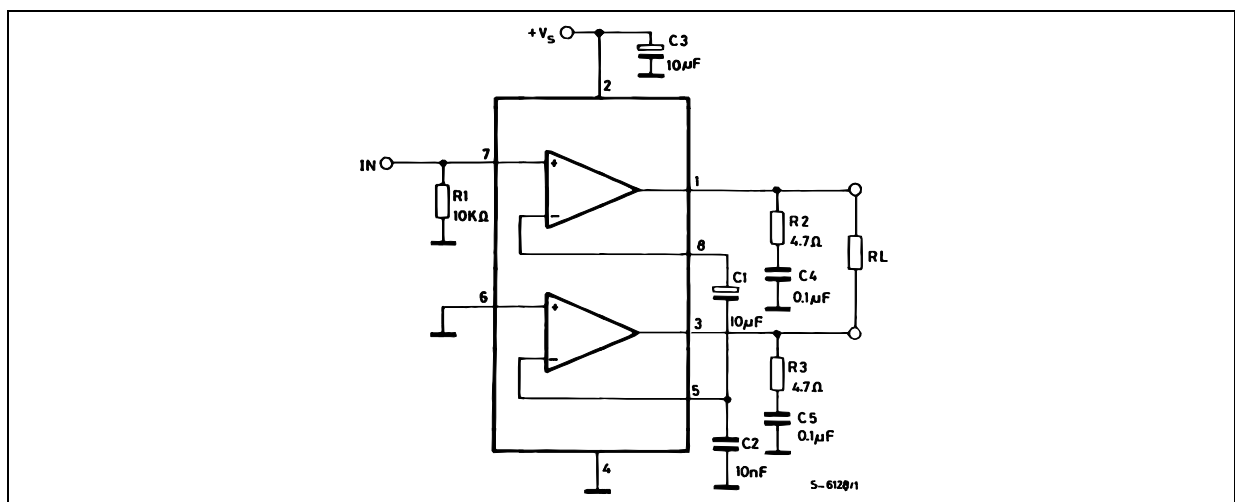 +Vs
C3
10µF
2
IN
7
+
R1
10KΩ
−
1
R2
4.7Ω
RL
8
C1
10µF
C4
0.1µF
6
+
3
−
R3
4.7Ω
5
C5
0.1µF
C2
10nF
4
S-6128/1